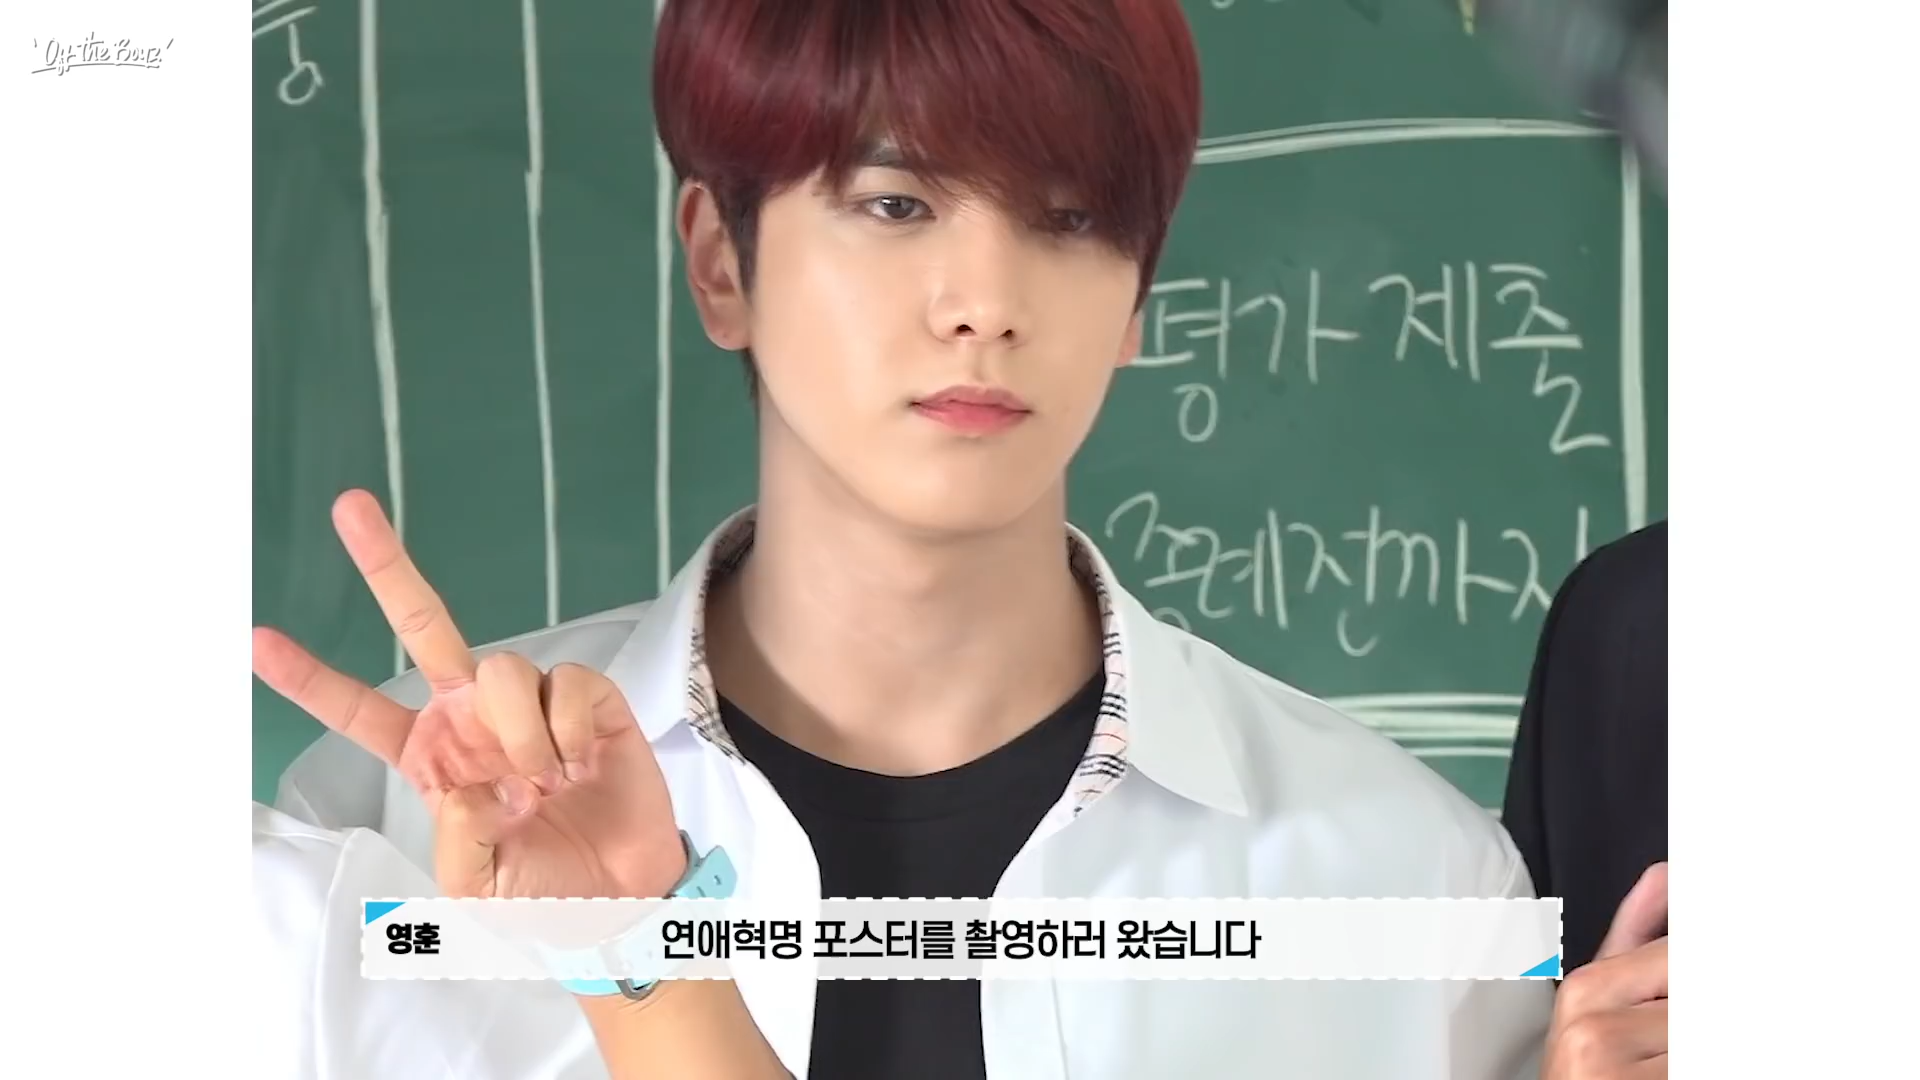 'Off the Boyz'
평가 제출
종례전까지
영훈
연애혁명 포스터를 촬영하러 왔습니다